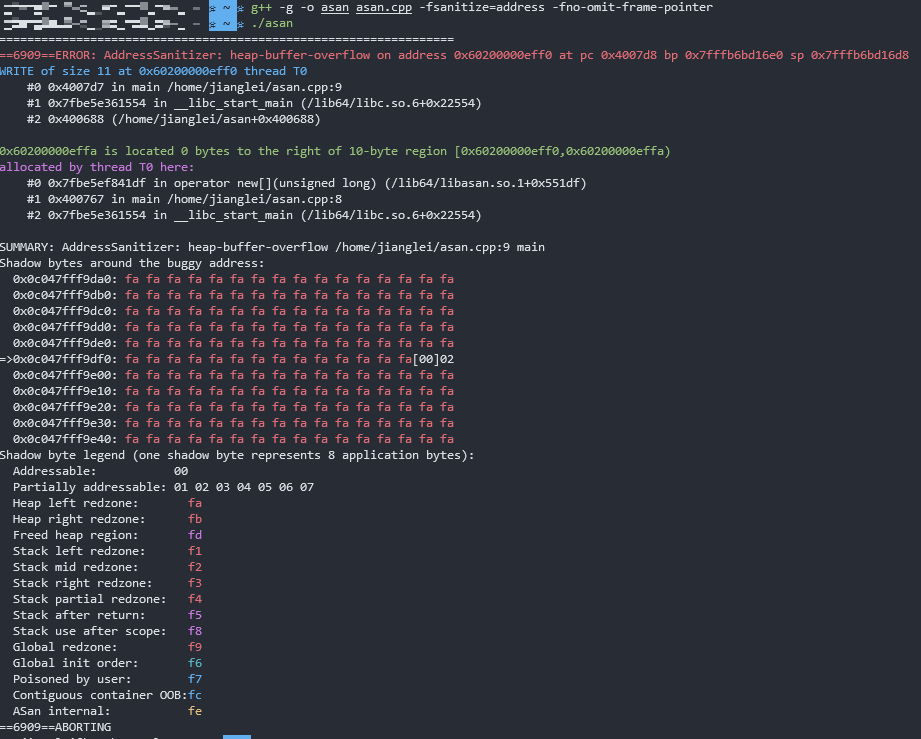 ~ g++ -g -o asan asan.cpp -fsanitize=address -fno-omit-frame-pointer
~ ./asan
=================================================================
==6909==ERROR: AddressSanitizer: heap-buffer-overflow on address 0x60200000eff0 at pc 0x4007d8 bp 0x7fffb6bd16e0 sp 0x7fffb6bd16d8
WRITE of size 11 at 0x60200000eff0 thread T0
    #0 0x4007d7 in main /home/jianglei/asan.cpp:9
    #1 0x7fbe5e361554 in __libc_start_main (/lib64/libc.so.6+0x22554)
    #2 0x400688 (/home/jianglei/asan+0x400688)

0x60200000effa is located 0 bytes to the right of 10-byte region [0x60200000eff0,0x60200000effa)
allocated by thread T0 here:
    #0 0x7fbe5ef841df in operator new[](unsigned long) (/lib64/libasan.so.1+0x551df)
    #1 0x400767 in main /home/jianglei/asan.cpp:8
    #2 0x7fbe5e361554 in __libc_start_main (/lib64/libc.so.6+0x22554)

SUMMARY: AddressSanitizer: heap-buffer-overflow /home/jianglei/asan.cpp:9 main
Shadow bytes around the buggy address:
  0x0c047fff9da0: fa fa fa fa fa fa fa fa fa fa fa fa fa fa fa fa
  0x0c047fff9db0: fa fa fa fa fa fa fa fa fa fa fa fa fa fa fa fa
  0x0c047fff9dc0: fa fa fa fa fa fa fa fa fa fa fa fa fa fa fa fa
  0x0c047fff9dd0: fa fa fa fa fa fa fa fa fa fa fa fa fa fa fa fa
  0x0c047fff9de0: fa fa fa fa fa fa fa fa fa fa fa fa fa fa fa fa
=>0x0c047fff9df0: fa fa fa fa fa fa fa fa fa fa fa fa fa fa[00]02
  0x0c047fff9e00: fa fa fa fa fa fa fa fa fa fa fa fa fa fa fa fa
  0x0c047fff9e10: fa fa fa fa fa fa fa fa fa fa fa fa fa fa fa fa
  0x0c047fff9e20: fa fa fa fa fa fa fa fa fa fa fa fa fa fa fa fa
  0x0c047fff9e30: fa fa fa fa fa fa fa fa fa fa fa fa fa fa fa fa
  0x0c047fff9e40: fa fa fa fa fa fa fa fa fa fa fa fa fa fa fa fa
Shadow byte legend (one shadow byte represents 8 application bytes):
  Addressable:           00
  Partially addressable: 01 02 03 04 05 06 07
  Heap left redzone:       fa
  Heap right redzone:      fb
  Freed heap region:       fd
  Stack left redzone:      f1
  Stack mid redzone:       f2
  Stack right redzone:     f3
  Stack partial redzone:   f4
  Stack after return:      f5
  Stack use after scope:   f8
  Global redzone:          f9
  Global init order:       f6
  Poisoned by user:        f7
  Contiguous container OOB:fc
  ASan internal:           fe
==6909==ABORTING